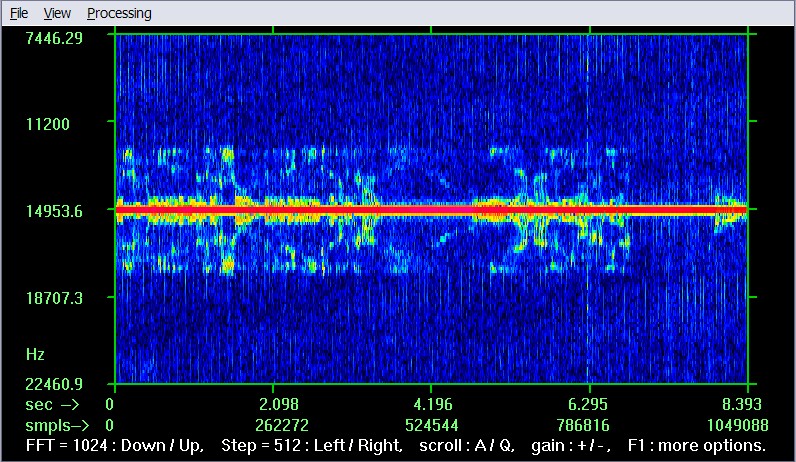 File View Processing
7446.29
11200
14953.6
18707.3
Hz
22460.9
sec -> 0 2.098 4.196 6.295 8.393
smpls-> 0 262272 524544 786816 1049088
FFT = 1024 : Down / Up, Step = 512 : Left / Right, scroll : A / Q, gain : + / -, F1 : more options.